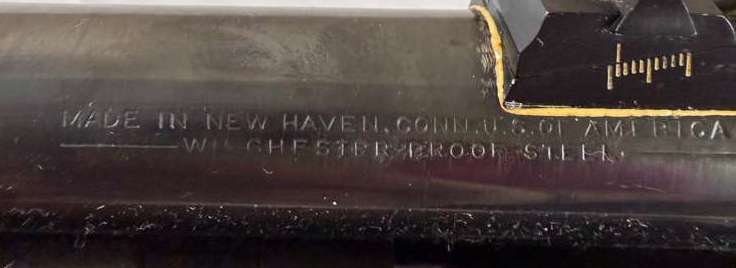 MADE IN NEW HAVEN, CONN. U.S. OF AMERICA
WINCHESTER PROOF STEEL.